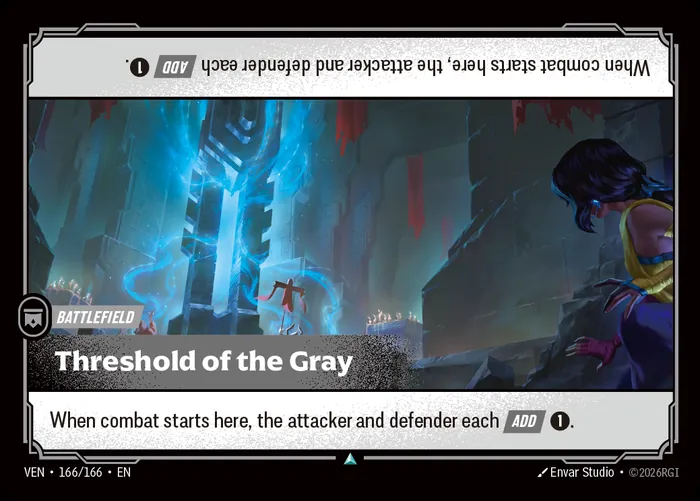 When combat starts here, the attacker and defender each ADD 1.
BATTLEFIELD
Threshold of the Gray
When combat starts here, the attacker and defender each ADD 1.
VEN • 166/166 • EN
Envar Studio • ©2026RGI